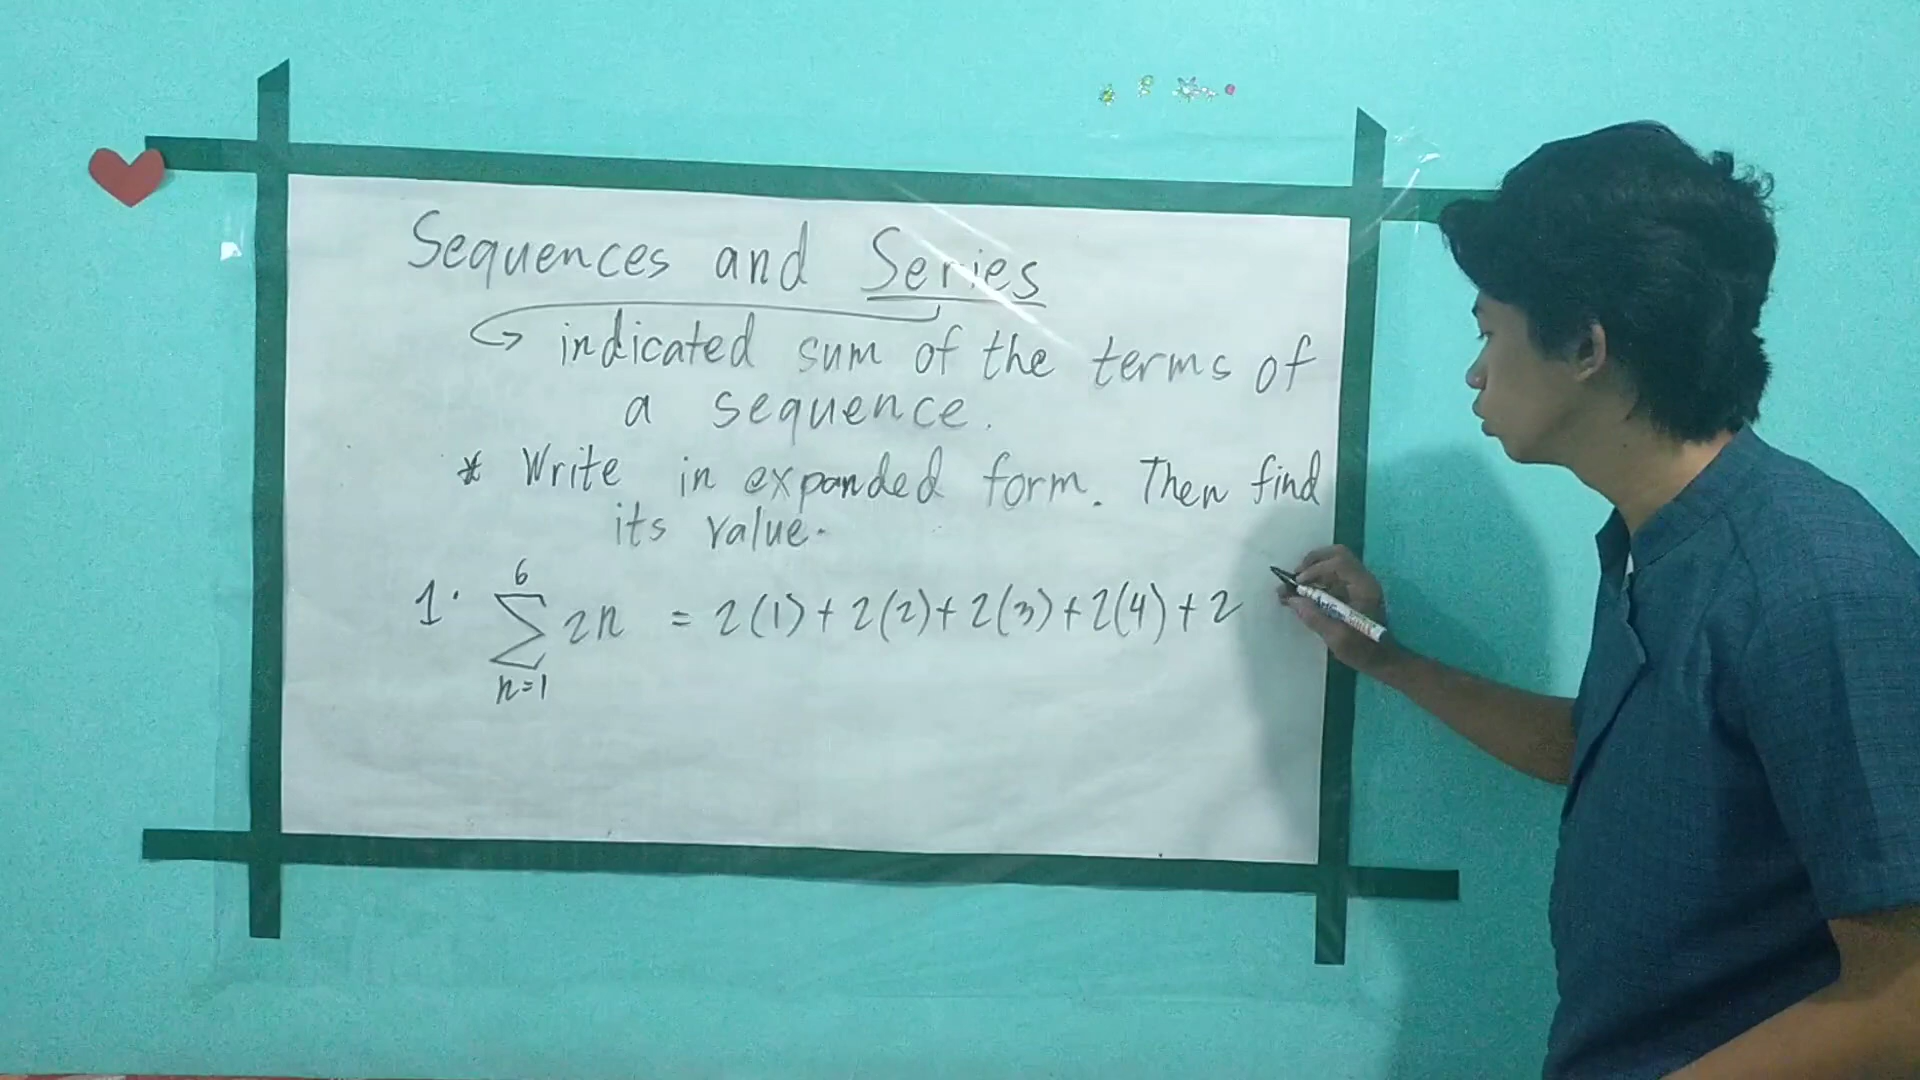 Sequences and Series
indicated sum of the terms of
a sequence.
* Write in expanded form. Then find
its value.
6
1. ∑ 2n = 2(1) + 2(2) + 2(3) + 2(4) + 2
n=1